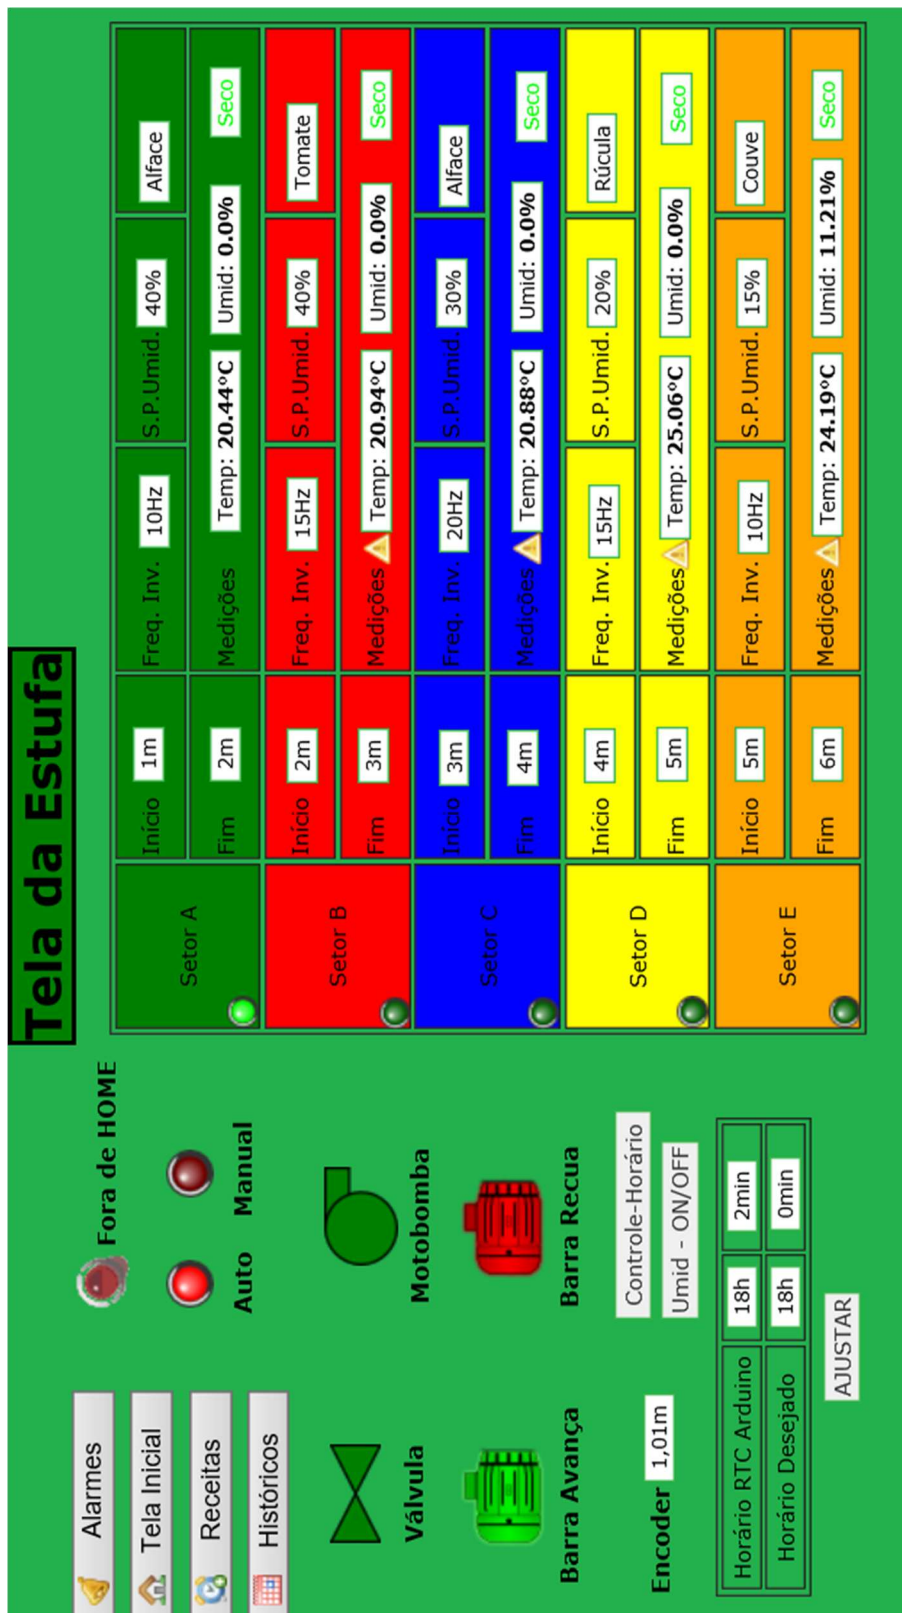 Tela da Estufa
Alarmes
Tela Inicial
Receitas
Históricos
Fora de HOME
Auto
Manual
Válvula
Motobomba
Barra Avança
Barra Recua
Encoder 1,01m
Controle-Horário
Umid - ON/OFF
Horário RTC Arduino 18h 2min
Horário Desejado 18h 0min
AJUSTAR
Setor A
Início 1m Freq. Inv. 10Hz S.P.Umid. 40% Alface
Fim 2m Medições Temp: 20.44ºC Umid: 0.0% Seco
Setor B
Início 2m Freq. Inv. 15Hz S.P.Umid. 40% Tomate
Fim 3m Medições Temp: 20.94ºC Umid: 0.0% Seco
Setor C
Início 3m Freq. Inv. 20Hz S.P.Umid. 30% Alface
Fim 4m Medições Temp: 20.88ºC Umid: 0.0% Seco
Setor D
Início 4m Freq. Inv. 15Hz S.P.Umid. 20% Rúcula
Fim 5m Medições Temp: 25.06ºC Umid: 0.0% Seco
Setor E
Início 5m Freq. Inv. 10Hz S.P.Umid. 15% Couve
Fim 6m Medições Temp: 24.19ºC Umid: 11.21% Seco